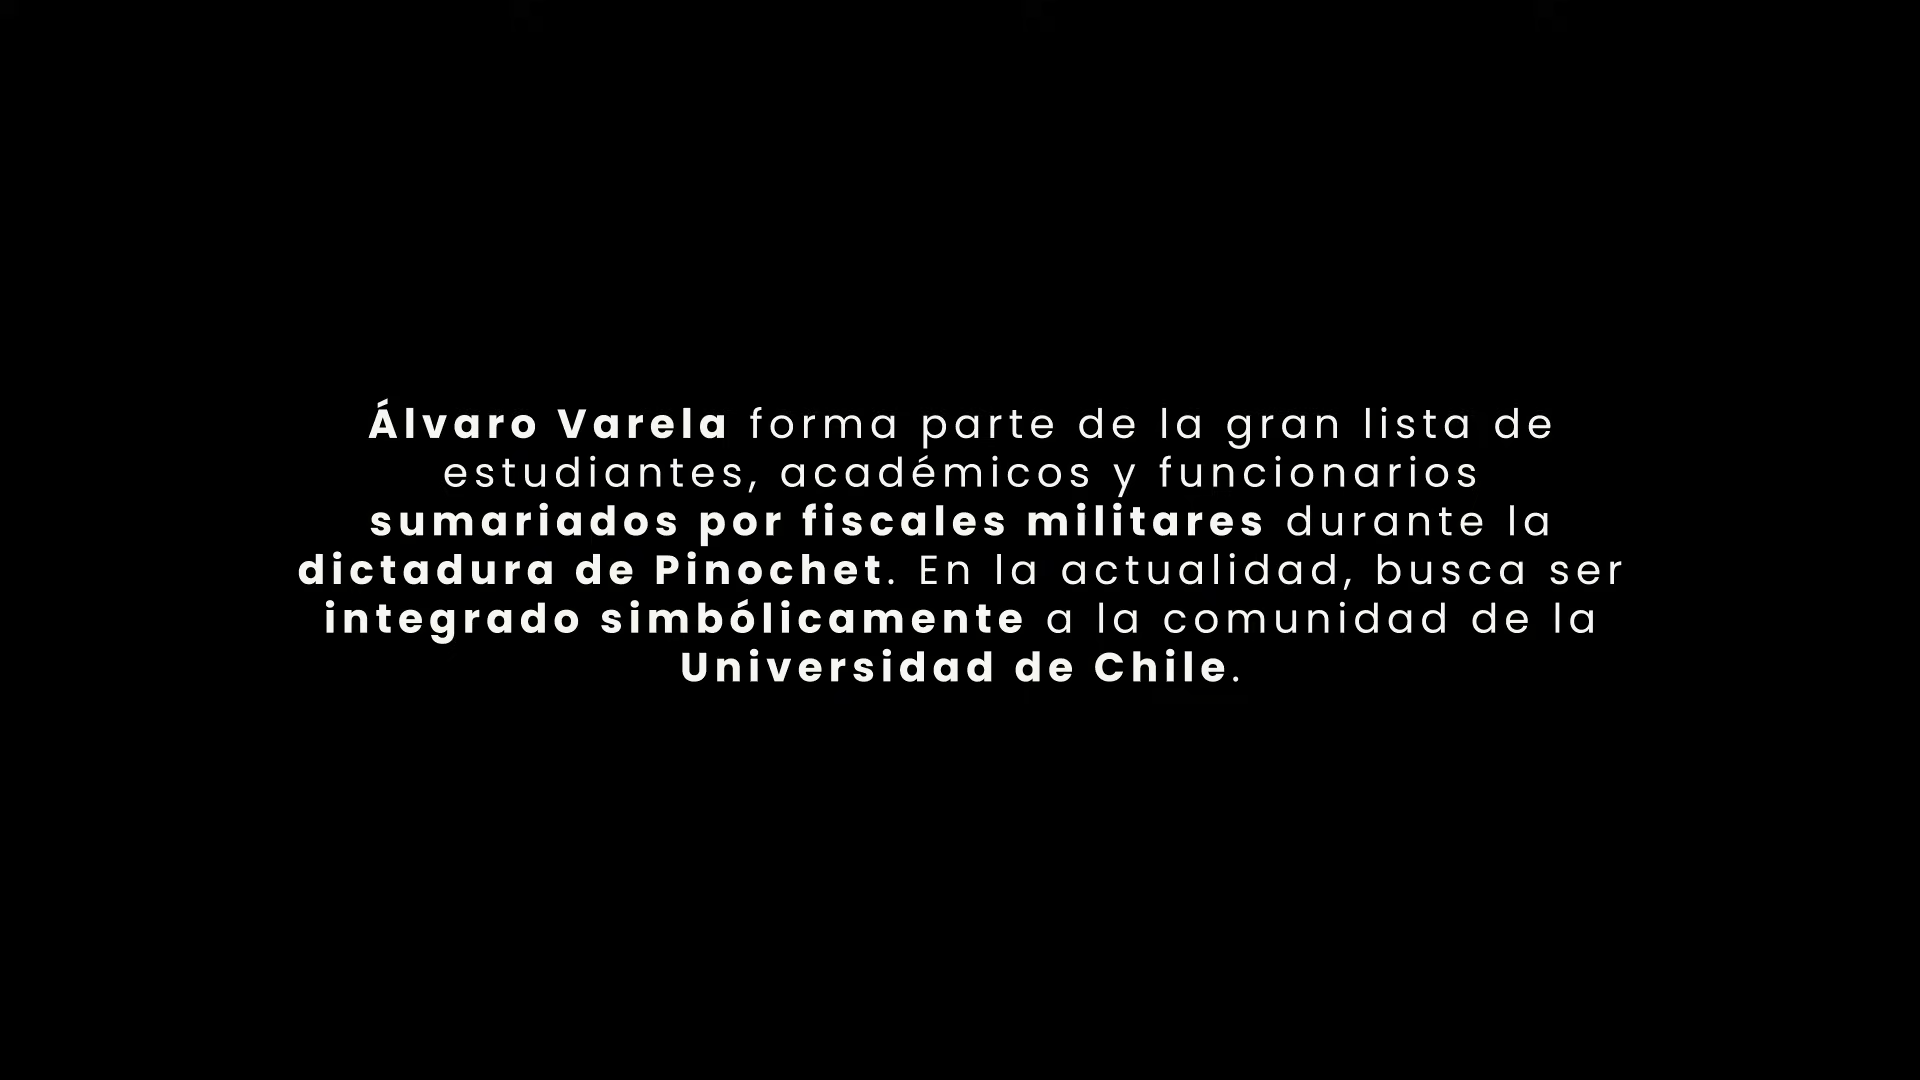 Álvaro Varela forma parte de la gran lista de
estudiantes, académicos y funcionarios
sumariados por fiscales militares durante la
dictadura de Pinochet. En la actualidad, busca ser
integrado simbólicamente a la comunidad de la
Universidad de Chile.